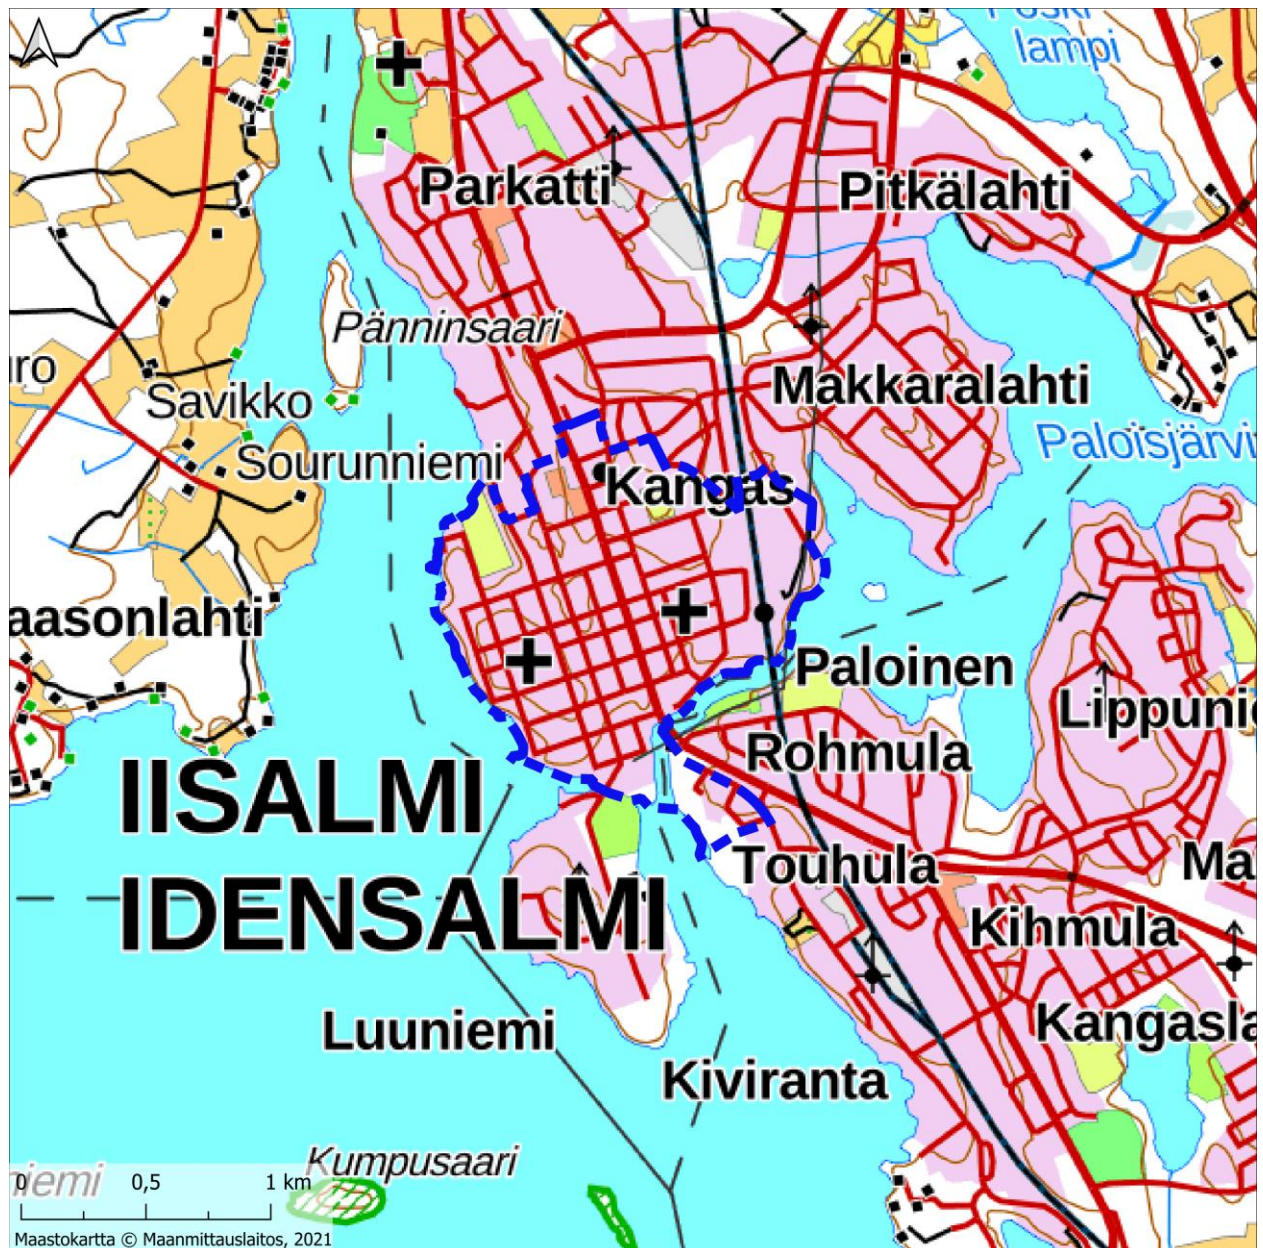 lampi
Parkatti
Pitkälahti
Pänninsaari
Makkaralahti
Savikko
Paloisjärvi
Sourunniemi
Kangas
aasonlahti
Paloinen
Lippunie
Rohmula
IISALMI
IDENSALMI
Touhula
Ma
Kihmula
Luuniemi
Kangasla
Kiviranta
Kumpusaari
niemi
0 0,5 1 km
Maastokartta © Maanmittauslaitos, 2021